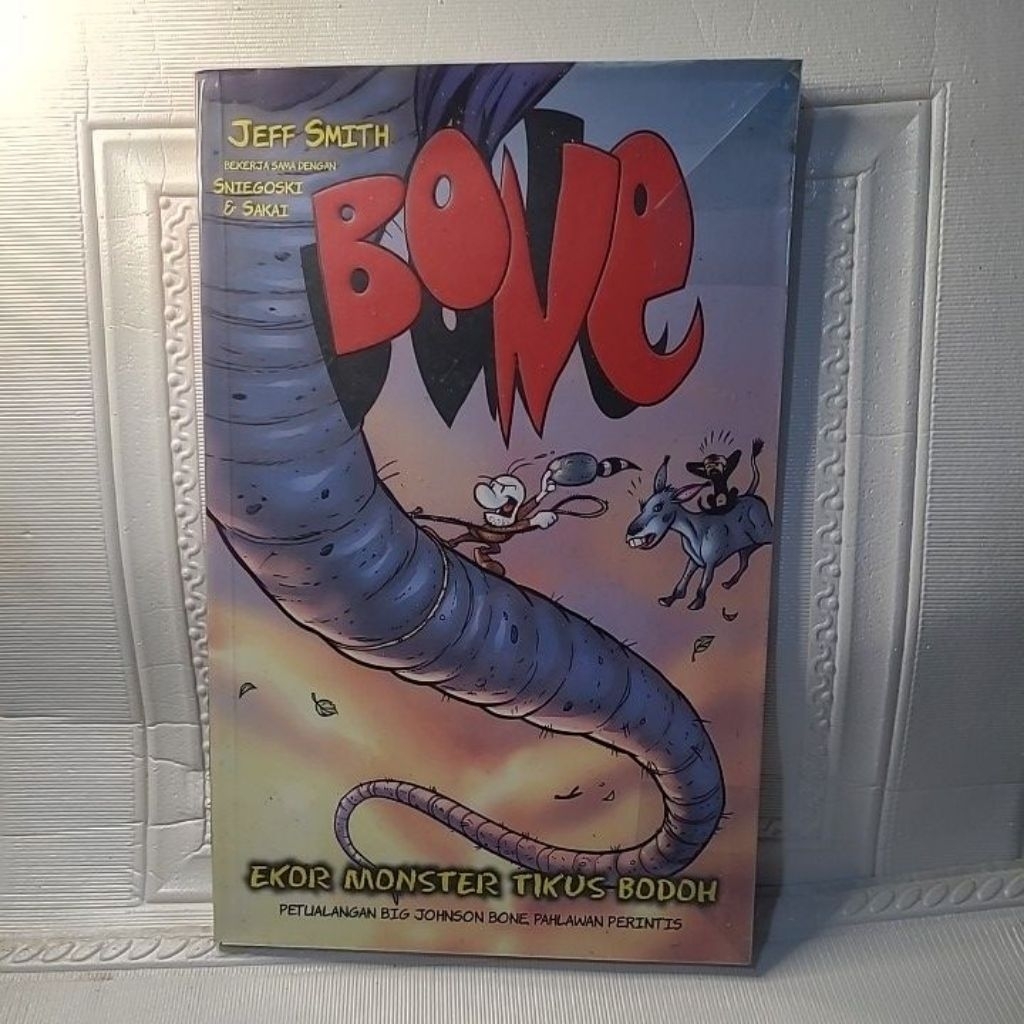 JEFF SMITH
BEKERJA SAMA DENGAN
SNIEGOSKI
& SAKAI
BONE
EKOR MONSTER TIKUS BODOH
PETUALANGAN BIG JOHNSON BONE, PAHLAWAN PERINTIS